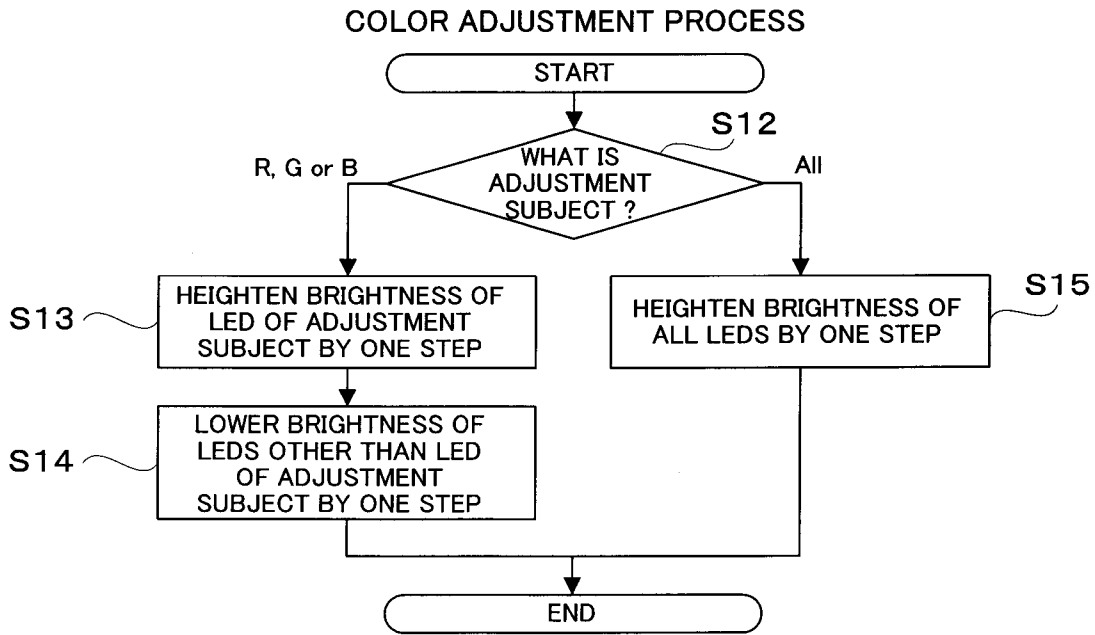 COLOR ADJUSTMENT PROCESS
START
S12
WHAT IS
ADJUSTMENT
SUBJECT ?
R, G or B
All
S13
HEIGHTEN BRIGHTNESS OF
LED OF ADJUSTMENT
SUBJECT BY ONE STEP
S15
HEIGHTEN BRIGHTNESS OF
ALL LEDS BY ONE STEP
S14
LOWER BRIGHTNESS OF
LEDS OTHER THAN LED
OF ADJUSTMENT
SUBJECT BY ONE STEP
END